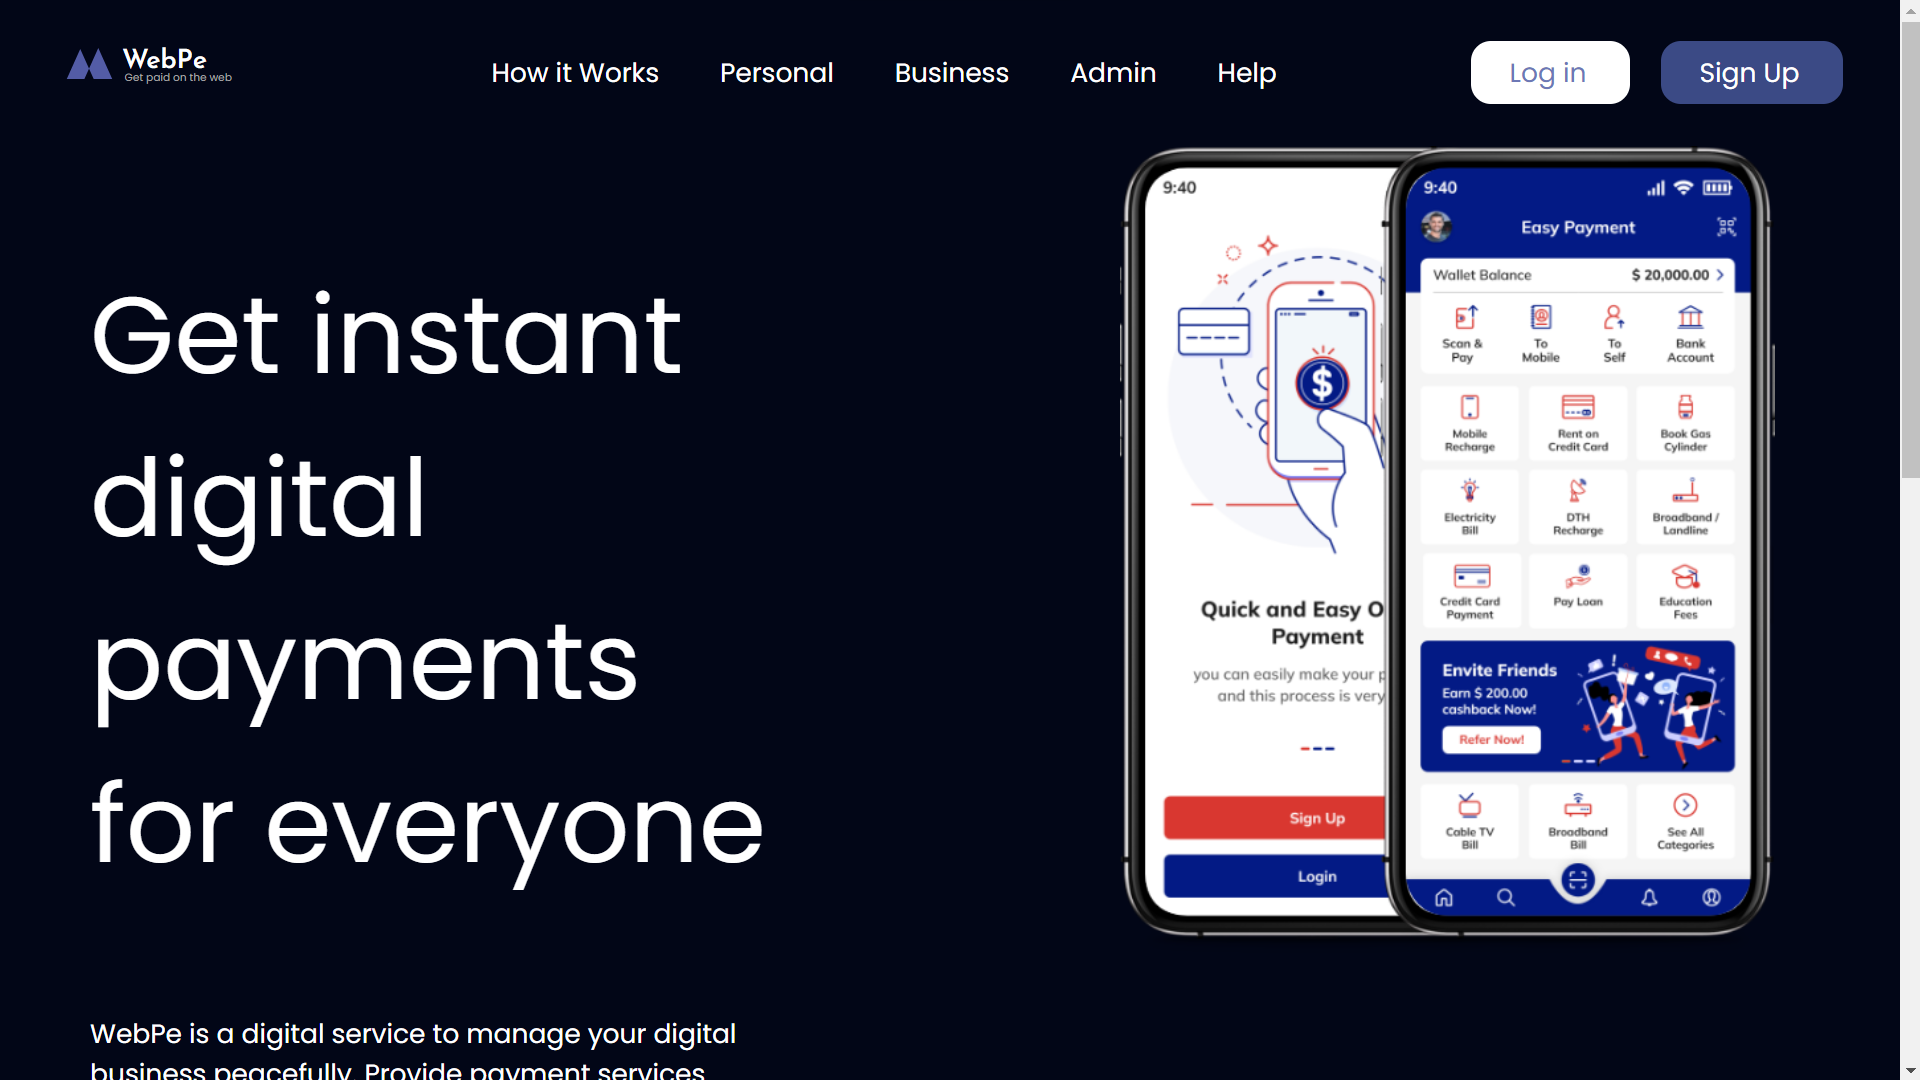 WebPe
Get paid on the web
How it Works
Personal
Business
Admin
Help
Log in
Sign Up
Get instant
digital
payments
for everyone
WebPe is a digital service to manage your digital
business peacefully. Provide payment services
9:40
Quick and Easy O
Payment
you can easily make your p
and this process is very
Sign Up
Login
9:40
Easy Payment
Wallet Balance
$ 20,000.00
Scan &
Pay
To
Mobile
To
Self
Bank
Account
Mobile
Recharge
Rent on
Credit Card
Book Gas
Cylinder
Electricity
Bill
DTH
Recharge
Broadband /
Landline
Credit Card
Payment
Pay Loan
Education
Fees
Envite Friends
Earn $ 200.00
cashback Now!
Refer Now!
Cable TV
Bill
Broadband
Bill
See All
Categories